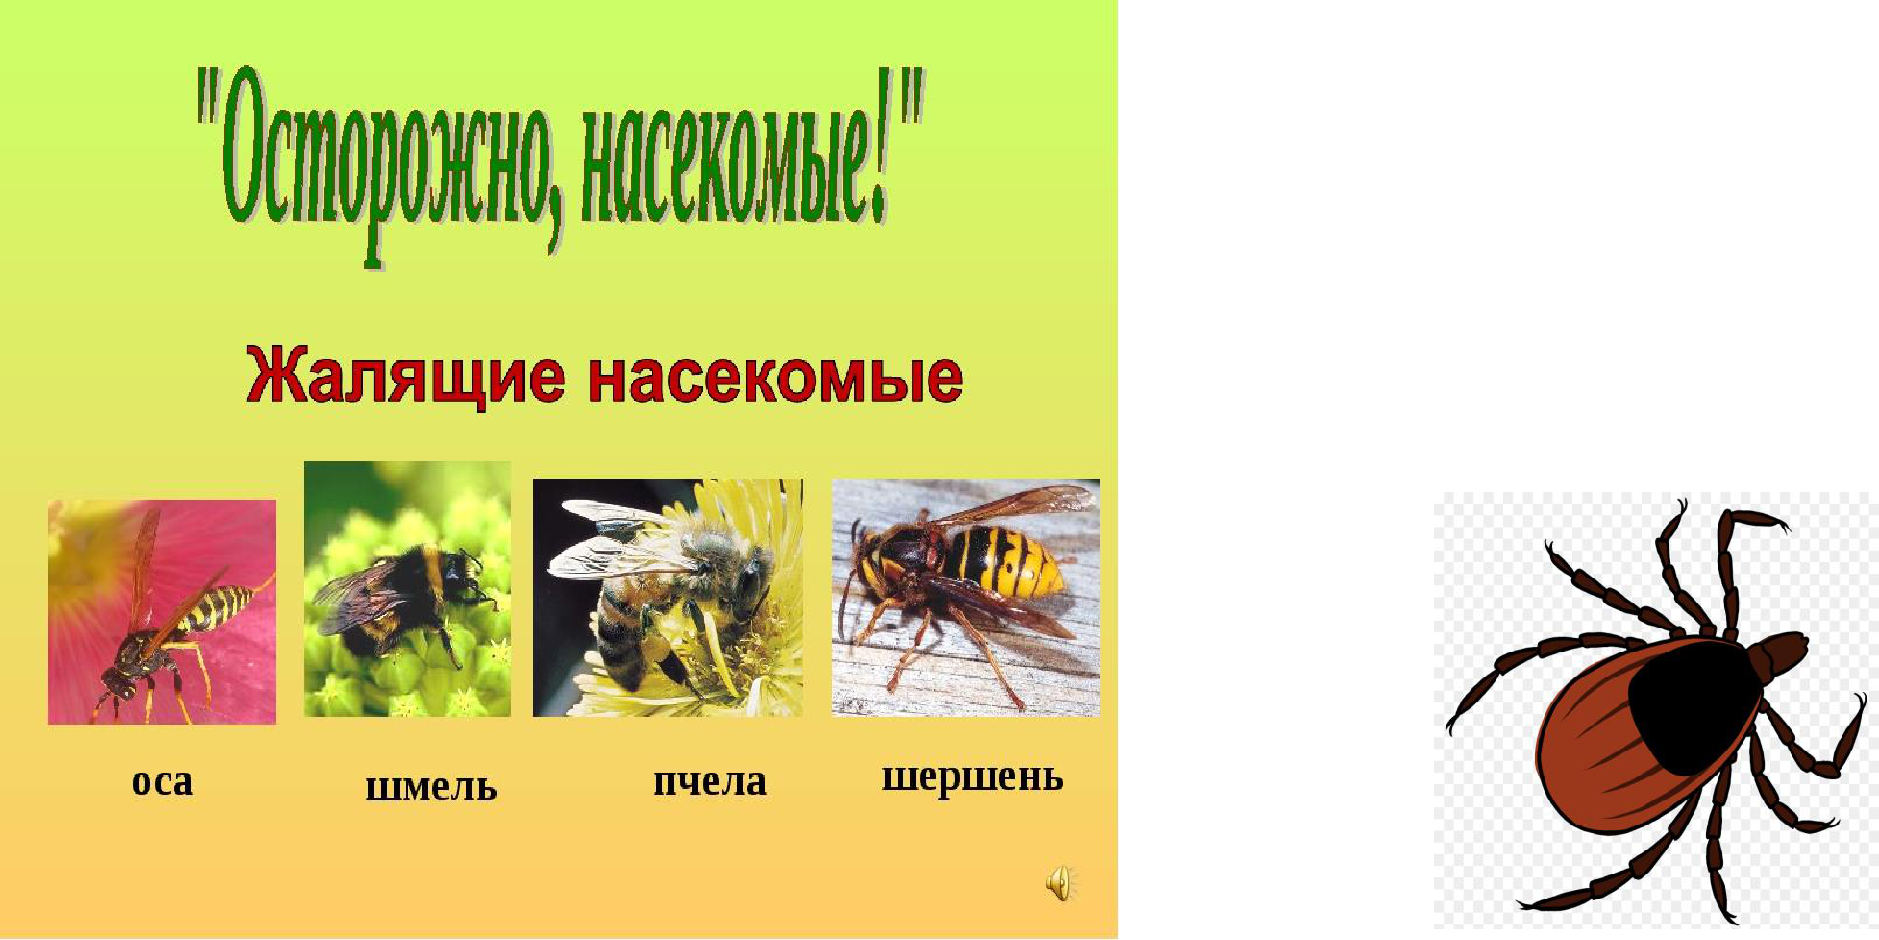 "Осторожно, насекомые!"
Жалящие насекомые
оса
шмель
пчела
шершень